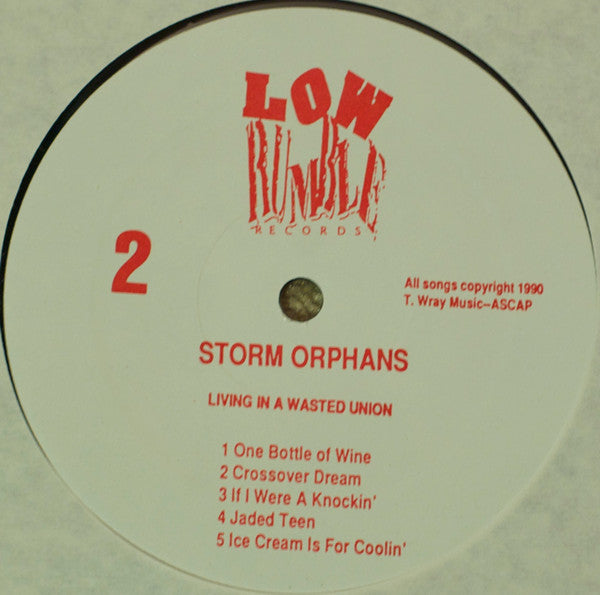 LOW
RUMBLE
RECORDS
2
All songs copyright 1990
T. Wray Music--ASCAP
STORM ORPHANS
LIVING IN A WASTED UNION
1 One Bottle of Wine
2 Crossover Dream
3 If I Were A Knockin'
4 Jaded Teen
5 Ice Cream Is For Coolin'